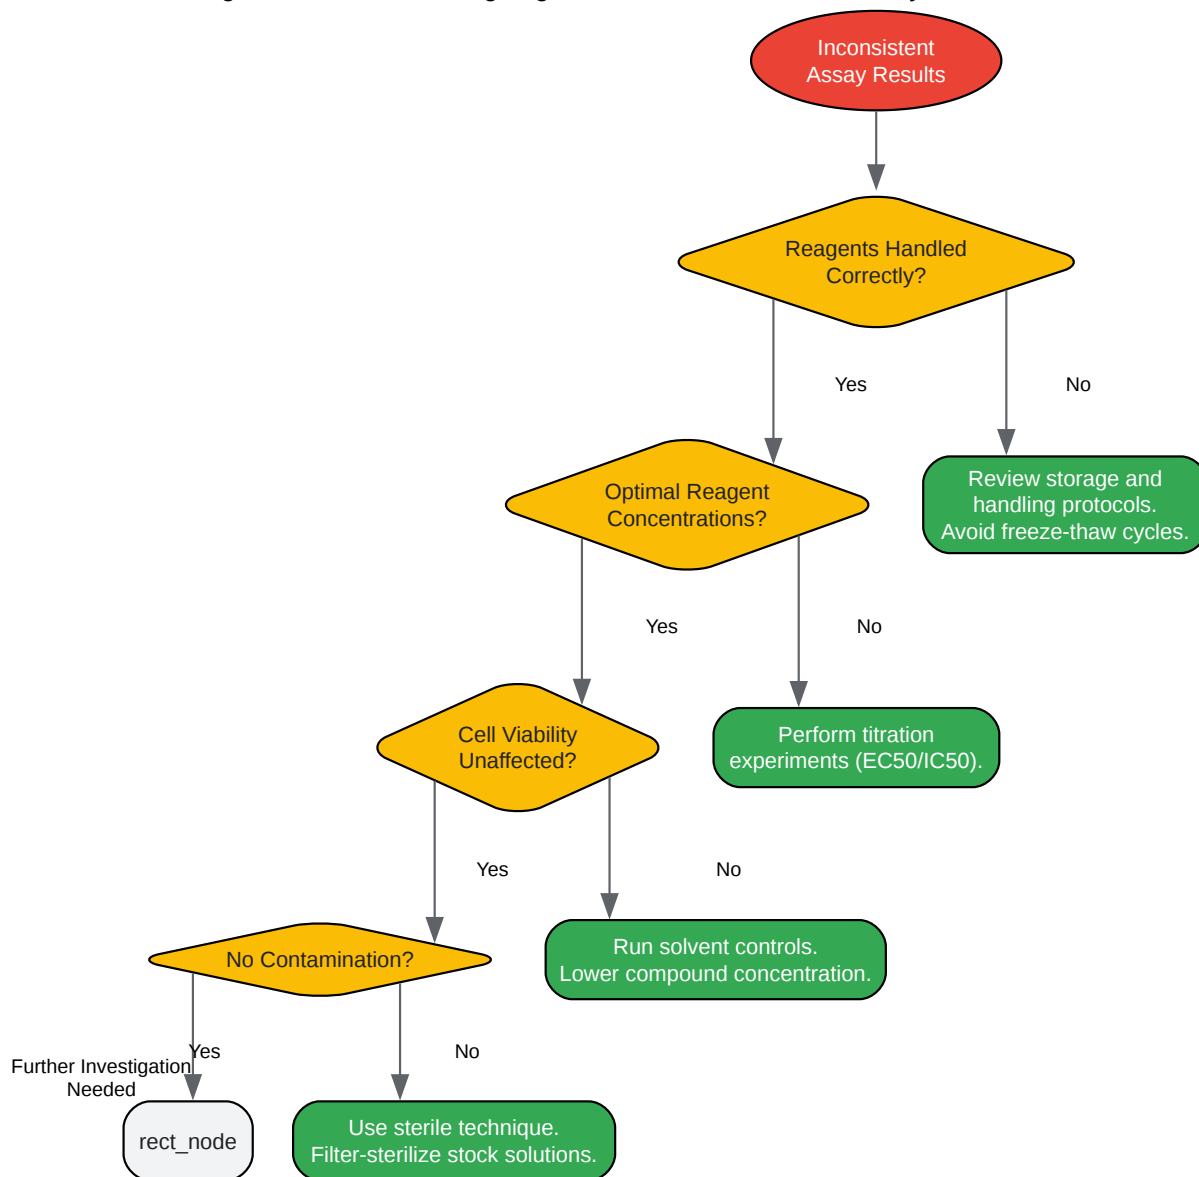 Inconsistent
Assay Results
Reagents Handled
Correctly?
Yes
No
Review storage and
handling protocols.
Avoid freeze-thaw cycles.
Optimal Reagent
Concentrations?
Yes
No
Perform titration
experiments (EC50/IC50).
Cell Viability
Unaffected?
Yes
No
Run solvent controls.
Lower compound concentration.
No Contamination?
Yes
No
Further Investigation
Needed
rect_node
Use sterile technique.
Filter-sterilize stock solutions.